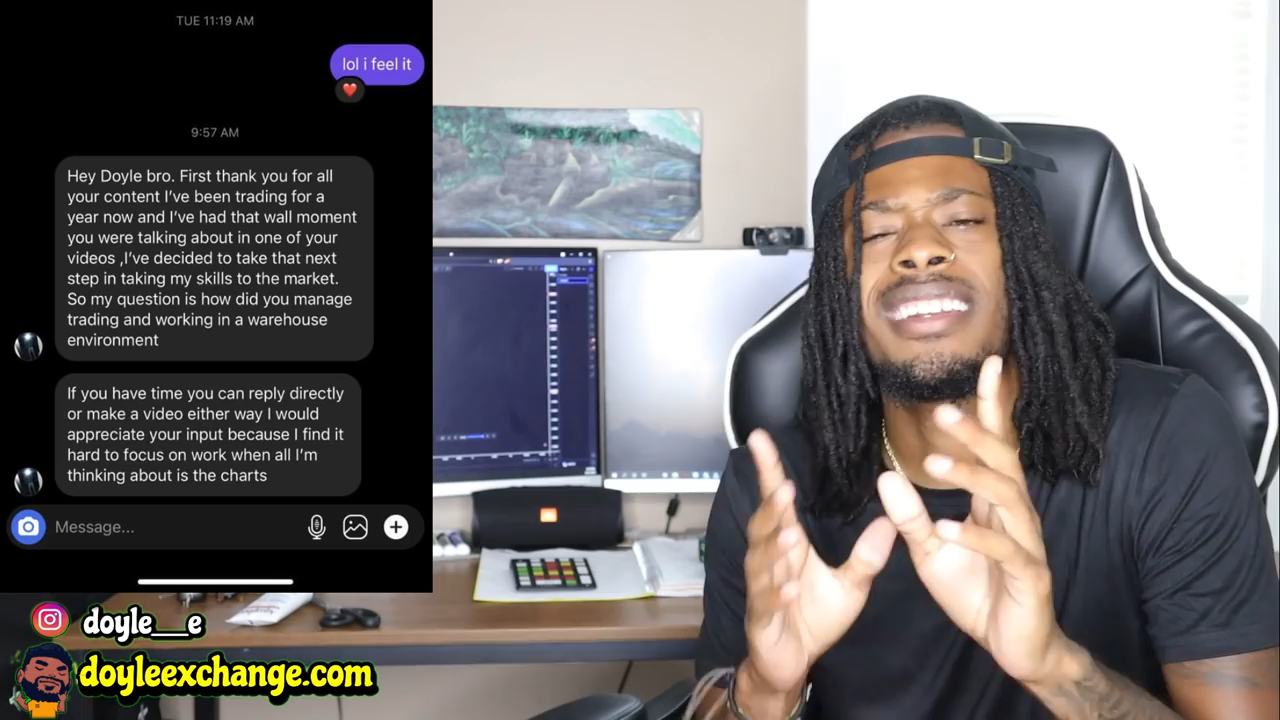 TUE 11:19 AM
lol i feel it
9:57 AM
Hey Doyle bro. First thank you for all
your content I've been trading for a
year now and I've had that wall moment
you were talking about in one of your
videos ,I've decided to take that next
step in taking my skills to the market.
So my question is how did you manage
trading and working in a warehouse
environment
If you have time you can reply directly
or make a video either way I would
appreciate your input because I find it
hard to focus on work when all I'm
thinking about is the charts
Message...
doyle__e
doyleexchange.com